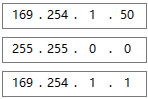 169 . 254 . 1 . 50
255 . 255 . 0 . 0
169 . 254 . 1 . 1